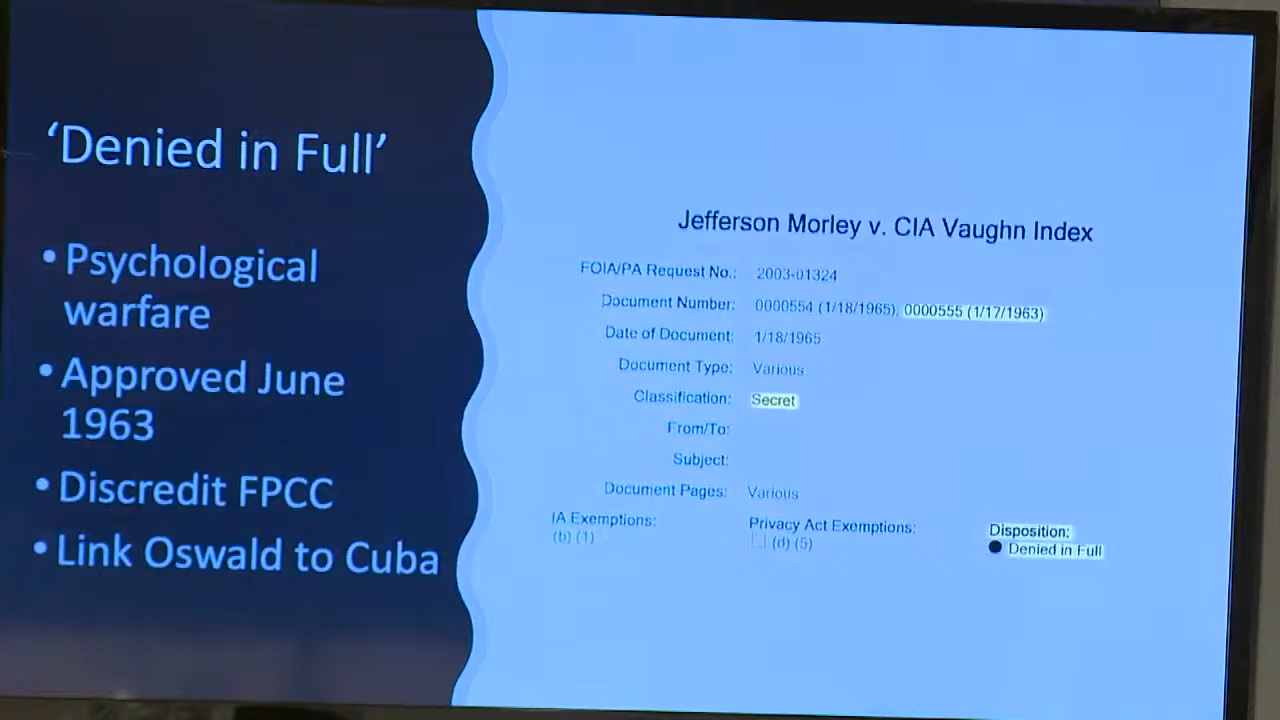 ‘Denied in Full’
• Psychological
warfare
• Approved June
1963
• Discredit FPCC
• Link Oswald to Cuba
Jefferson Morley v. CIA Vaughn Index
FOIA/PA Request No.: 2003-01324
Document Number: 0000554 (1/18/1965), 0000555 (1/17/1963)
Date of Document: 1/18/1965
Document Type: Various
Classification: Secret
From/To:
Subject:
Document Pages: Various
IA Exemptions: Privacy Act Exemptions: Disposition:
(b) (1) (d) (5) Denied in Full